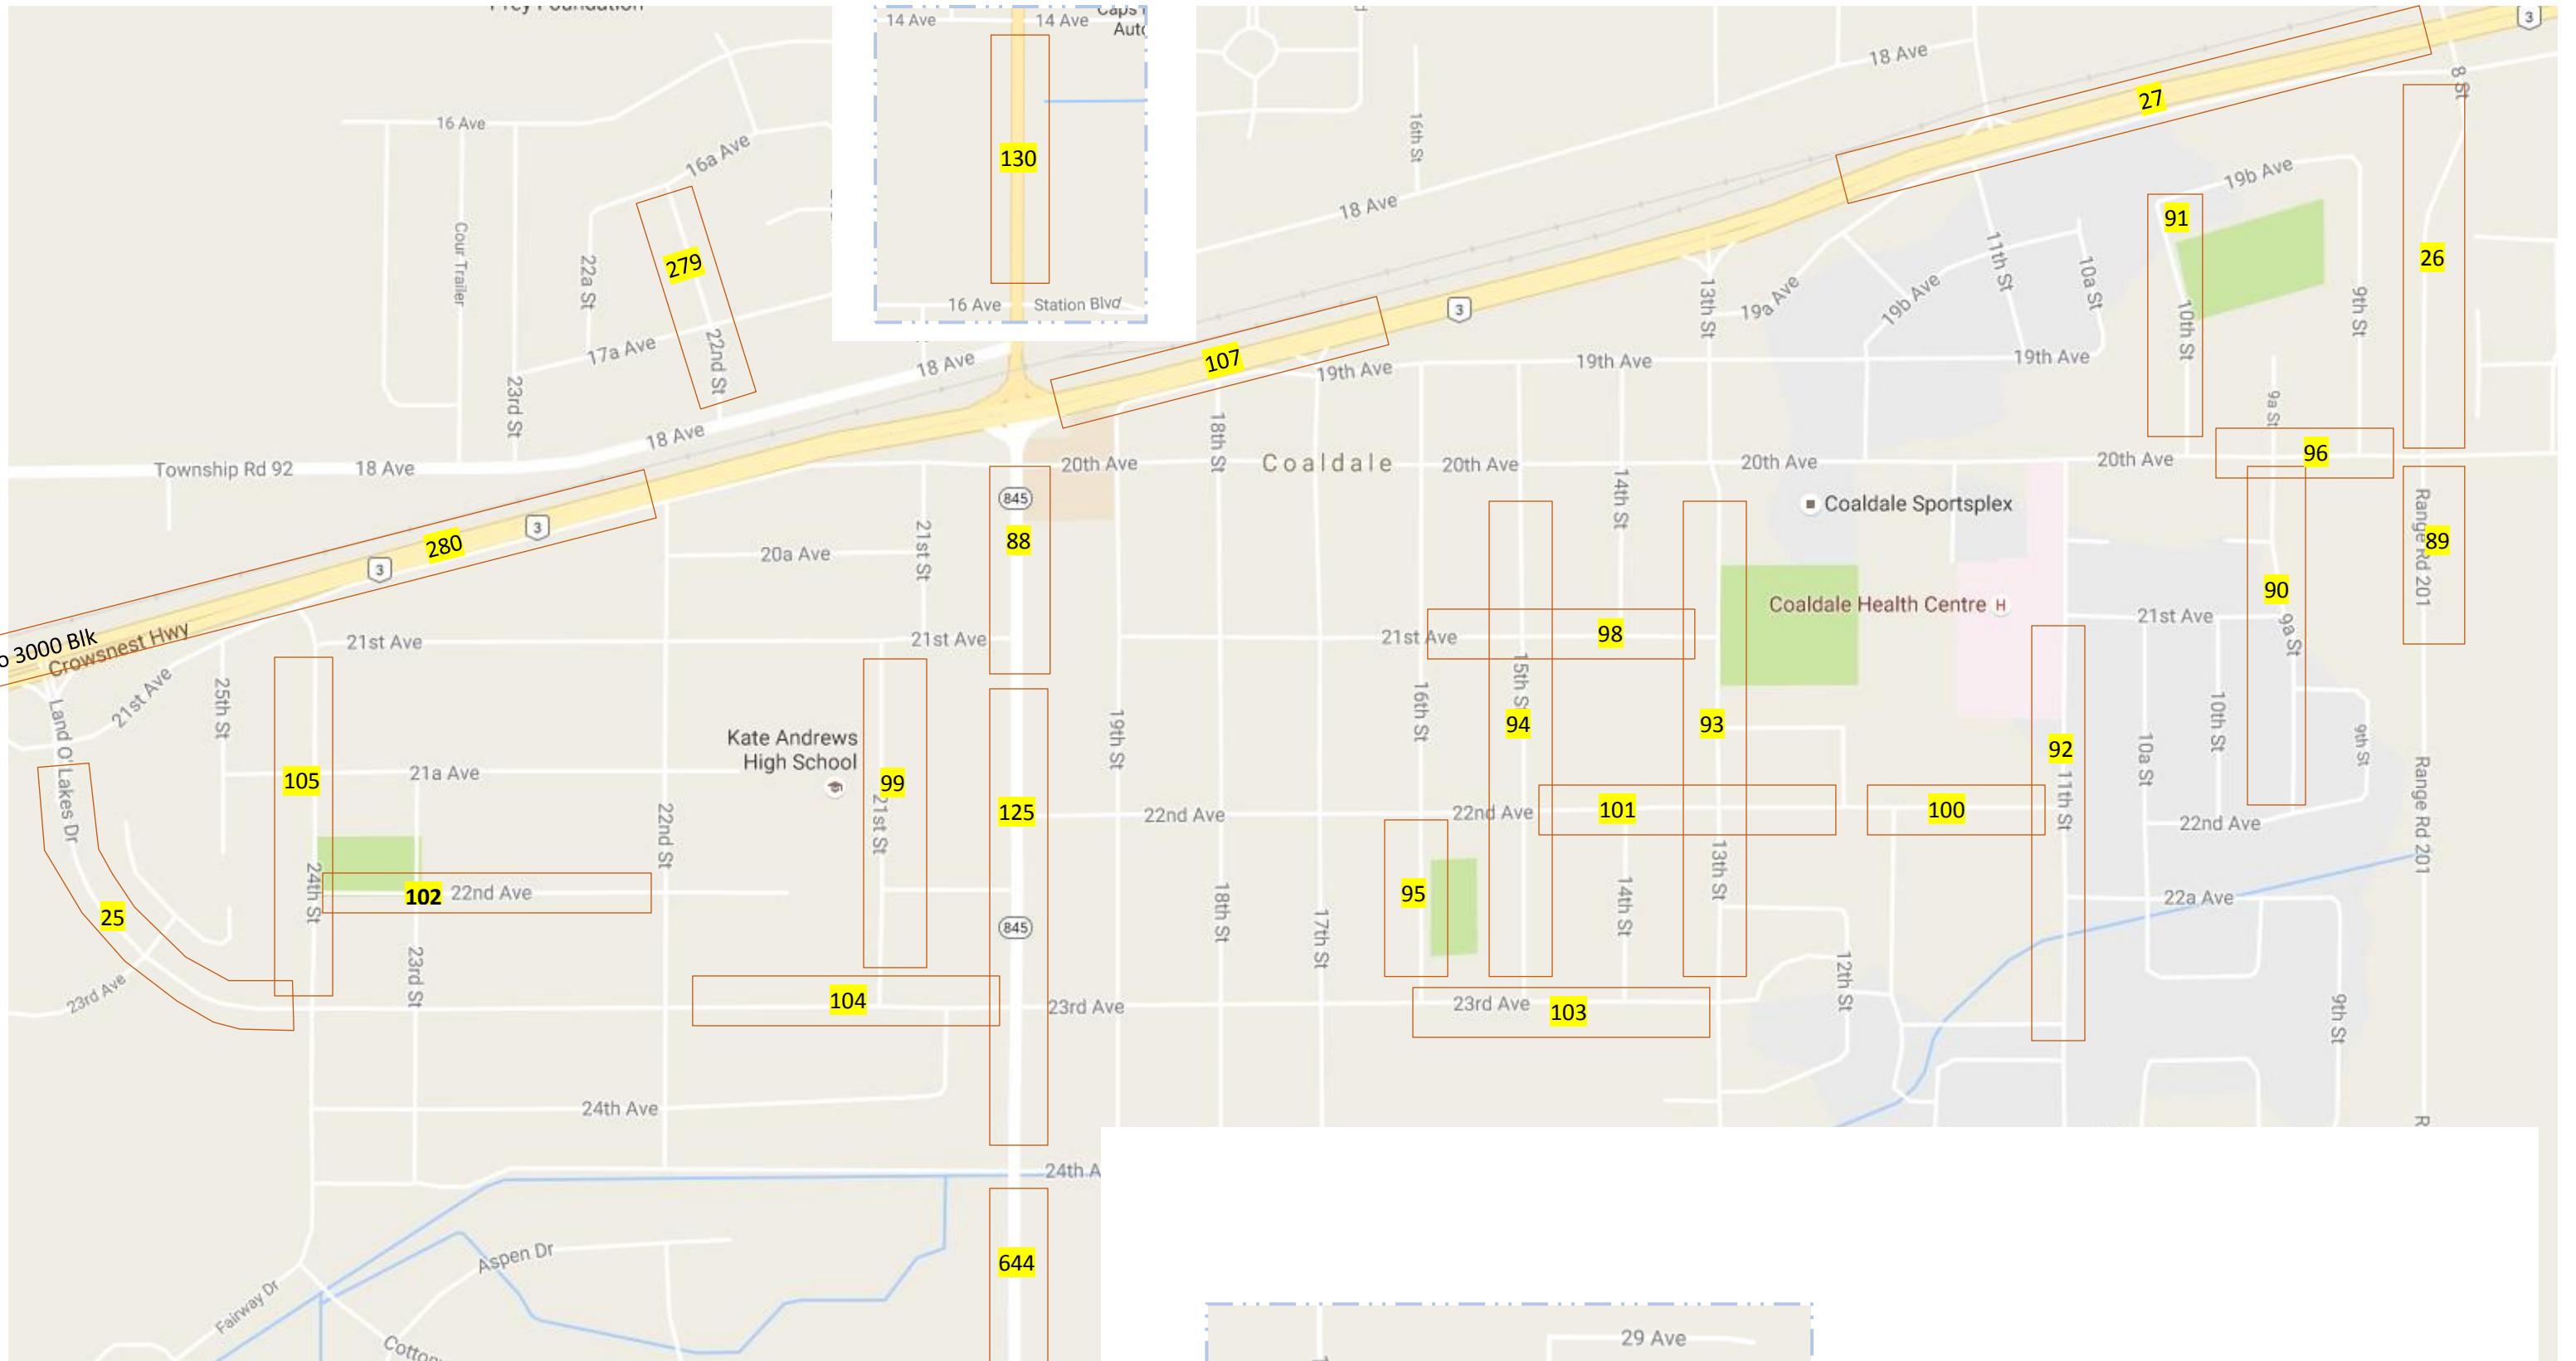 14 Ave
14 Ave
Auto
3
18 Ave
27
8 St
16 Ave
16a Ave
130
16th St
19b Ave
18 Ave
91
Cour Trailer
22a St
279
11th St
10a St
26
16 Ave
Station Blvd
3
13th St
19a Ave
19b Ave
10th St
9th St
17a Ave
22nd St
18 Ave
107
19th Ave
19th Ave
19th Ave
23rd St
9a St
18 Ave
18th St
Township Rd 92
18 Ave
20th Ave
Coaldale
20th Ave
20th Ave
20th Ave
96
845
14th St
Coaldale Sportsplex
Range Rd 201
3
280
3
20a Ave
21st St
88
89
Coaldale Health Centre H
90
3000 Blk
Crowsnest Hwy
21st Ave
21st Ave
21st Ave
98
21st Ave
9a St
21st Ave
25th St
Land O' Lakes Dr
15th St
16th St
94
93
10th St
Kate Andrews
High School
19th St
92
10a St
9th St
105
21a Ave
99
21st St
125
22nd Ave
22nd Ave
101
100
11th St
22nd Ave
Range Rd 201
22nd St
24th St
102
22nd Ave
95
13th St
14th St
22a Ave
25
845
18th St
17th St
23rd Ave
23rd St
12th St
104
23rd Ave
23rd Ave
103
9th St
24th Ave
R
24th A
Aspen Dr
644
Fairway Dr
29 Ave